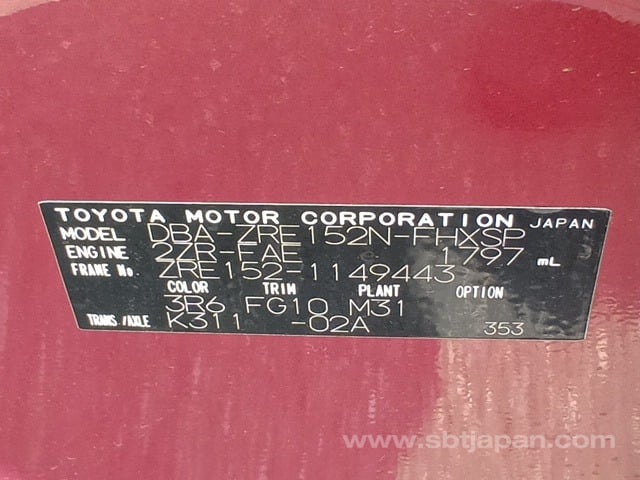 TOYOTA MOTOR CORPORATION JAPAN
MODEL DBA-ZRE152N-FHXSP
ENGINE 2ZR-FAE 1797 mL
FRAME No. ZRE152-1149443
COLOR TRIM PLANT OPTION
3R6 FG10 M31
TRANS./AXLE K311 -02A 353
www.sbtjapan.com